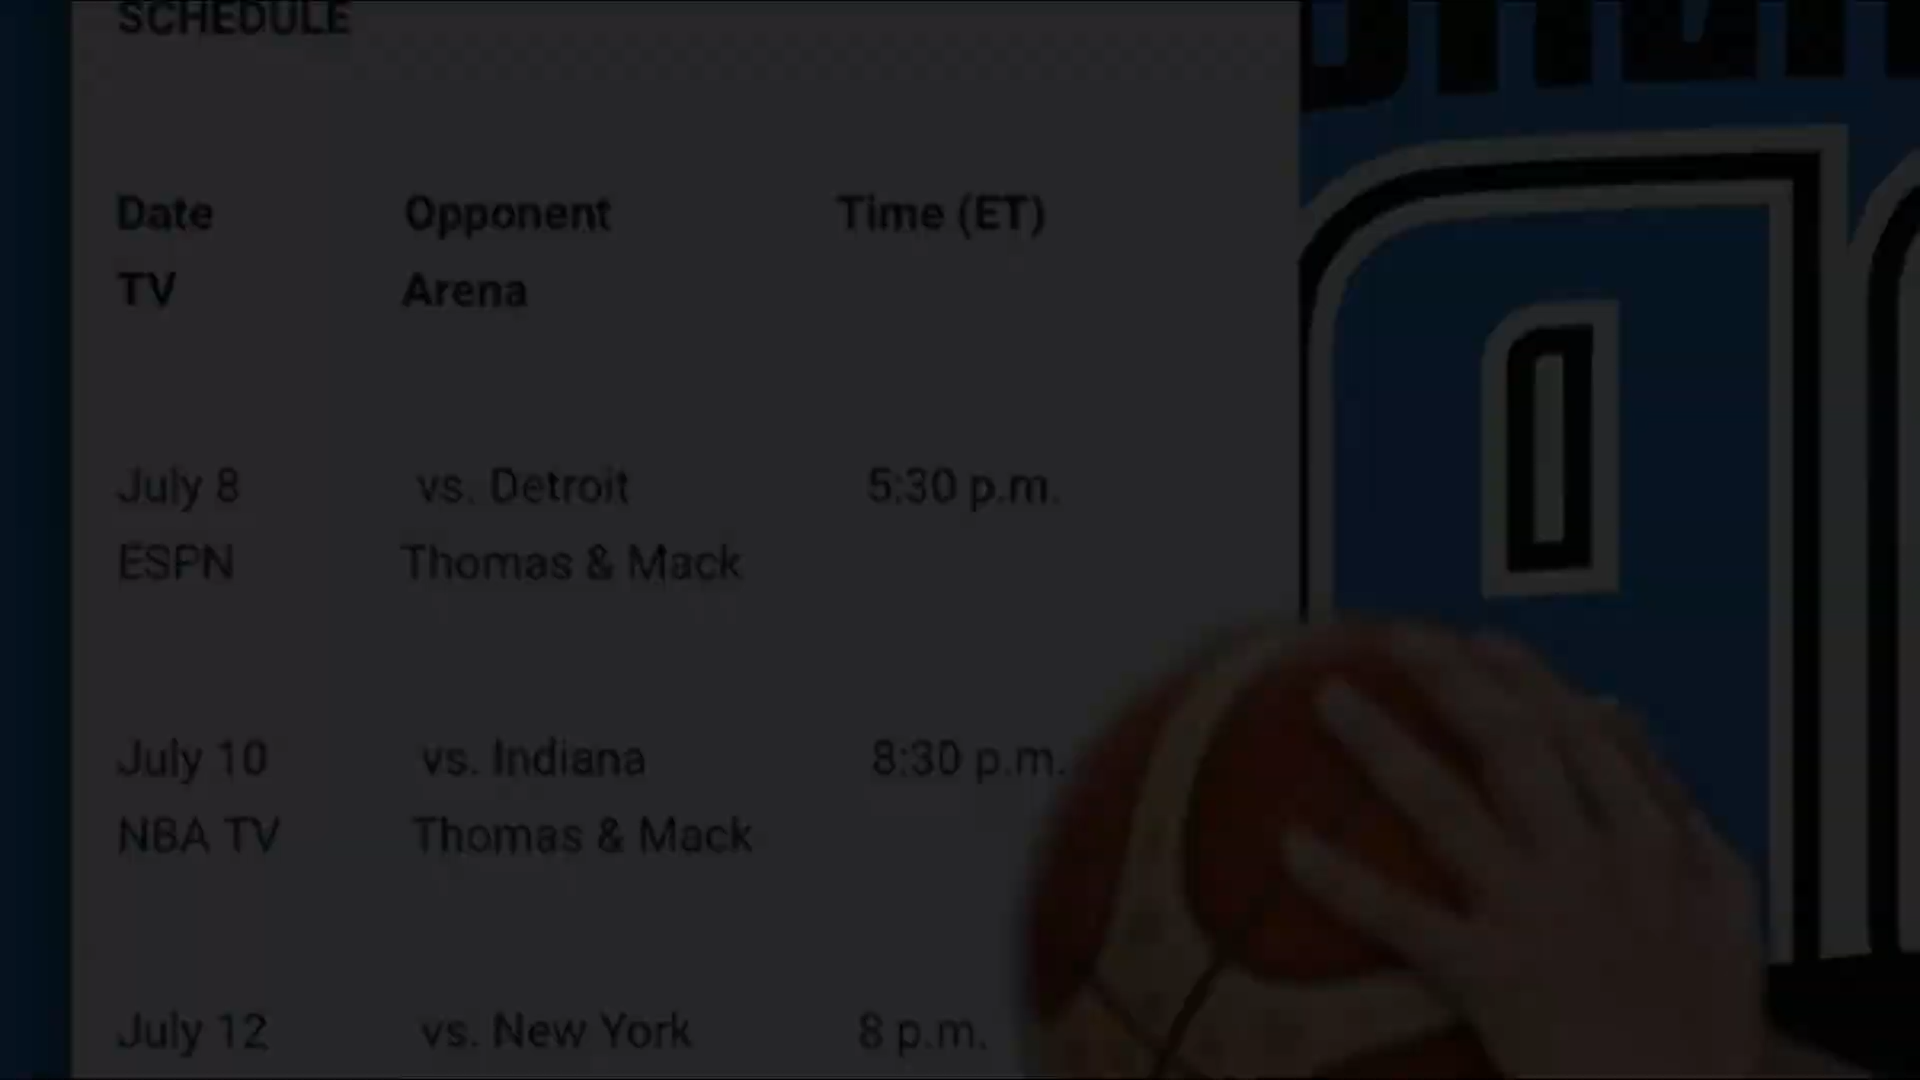 SCHEDULE
Date Opponent Time (ET)
TV Arena
July 8 vs. Detroit 5:30 p.m.
ESPN Thomas & Mack
July 10 vs. Indiana 8:30 p.m.
NBA TV Thomas & Mack
July 12 vs. New York 8 p.m.